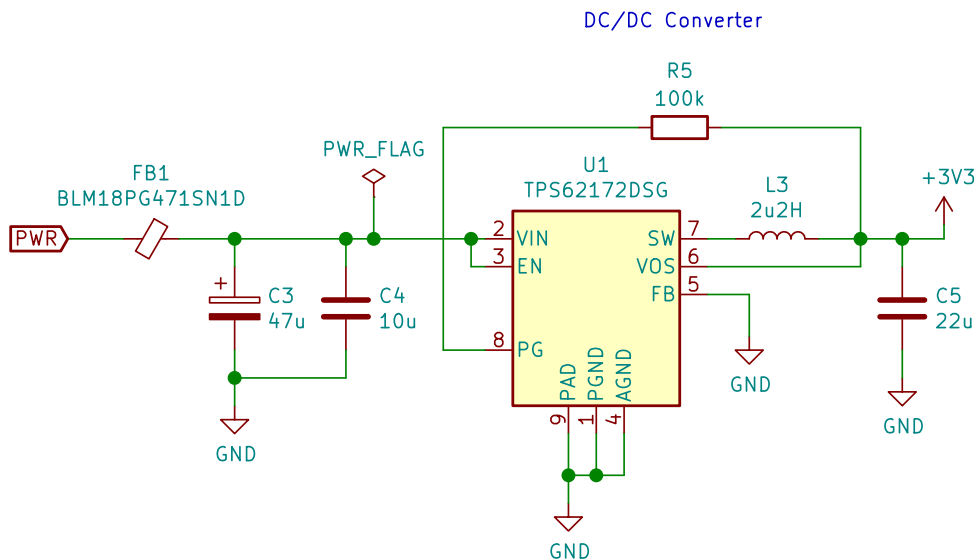 DC/DC Converter
R5
100k
PWR_FLAG
FB1
BLM18PG471SN1D
U1
TPS62172DSG
L3
2u2H
+3V3
PWR
2
VIN
SW
7
3
EN
VOS
6
FB
5
+
C3
47u
C4
10u
C5
22u
8
PG
PAD
PGND
AGND
9
1
4
GND
GND
GND
GND